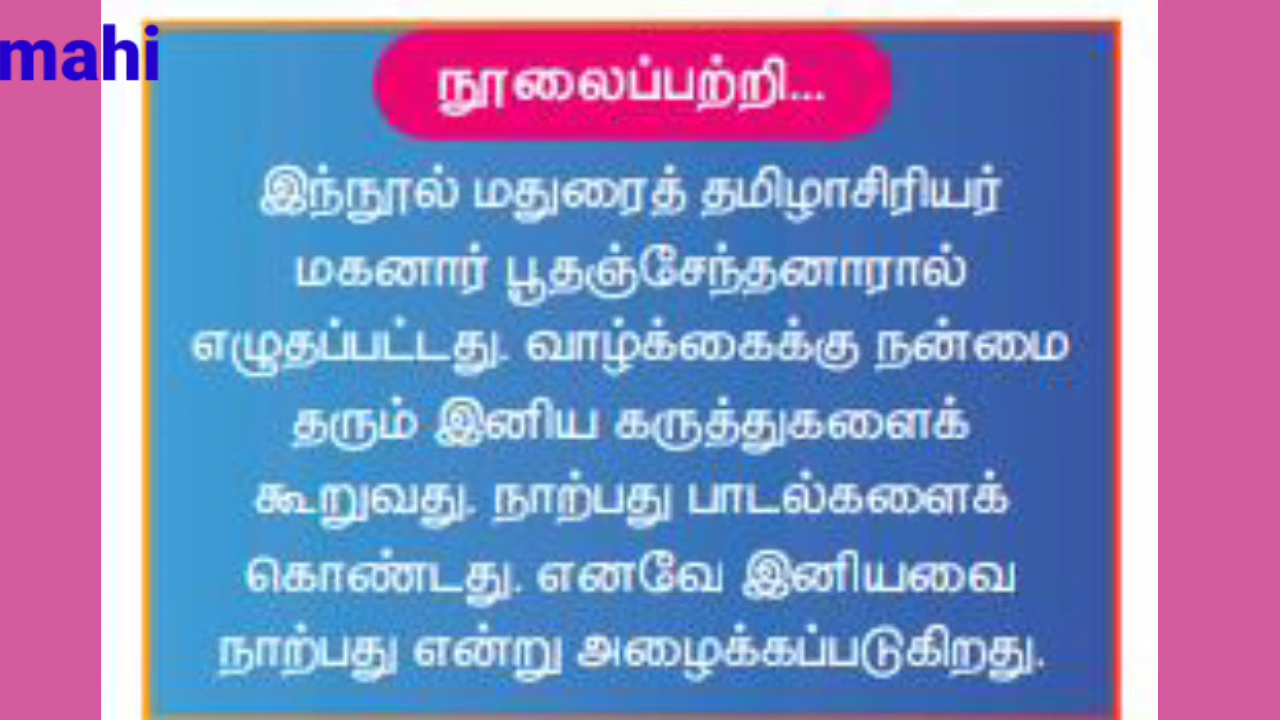 mahi
நூலைப்பற்றி...
இந்நூல் மதுரைத் தமிழாசிரியர்
மகனார் பூதஞ்சேந்தனாரால்
எழுதப்பட்டது. வாழ்க்கைக்கு நன்மை
தரும் இனிய கருத்துகளைக்
கூறுவது. நாற்பது பாடல்களைக்
கொண்டது. எனவே இனியவை
நாற்பது என்று அழைக்கப்படுகிறது.